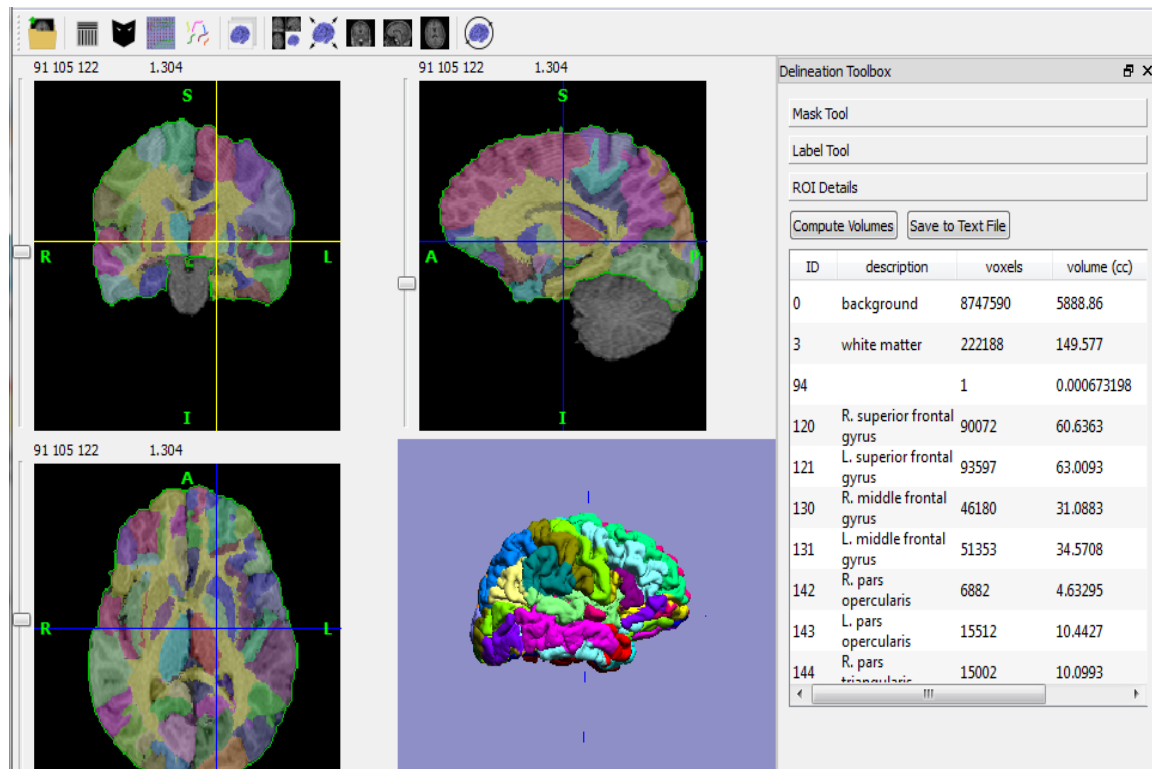 91 105 122 1.304
S
R L
I
91 105 122 1.304
S
A P
I
91 105 122 1.304
A
R L
Delineation Toolbox
Mask Tool
Label Tool
ROI Details
Compute Volumes Save to Text File
ID description voxels volume (cc)
0 background 8747590 5888.86
3 white matter 222188 149.577
94 1 0.000673198
120 R. superior frontal gyrus 90072 60.6363
121 L. superior frontal gyrus 93597 63.0093
130 R. middle frontal gyrus 46180 31.0883
131 L. middle frontal gyrus 51353 34.5708
142 R. pars opercularis 6882 4.63295
143 L. pars opercularis 15512 10.4427
144 R. pars triangularis 15002 10.0993